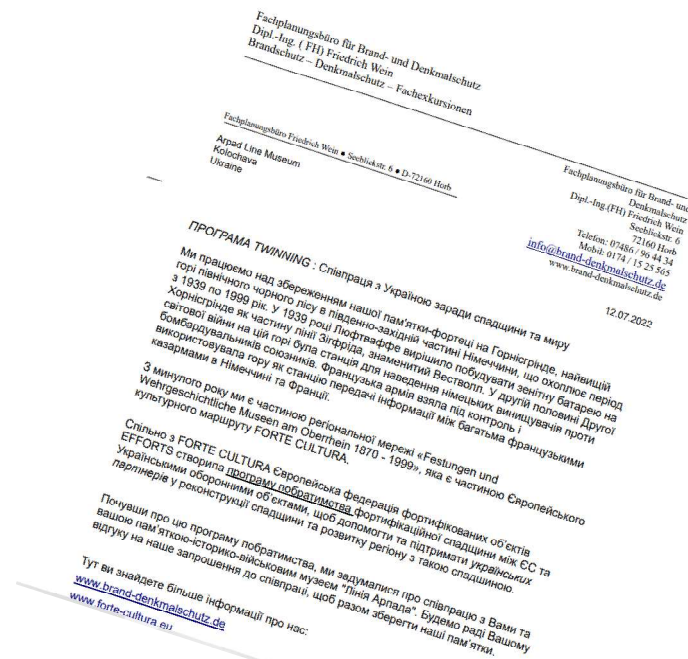 Fachplanungsbüro für Brand- und Denkmalschutz
Dipl.-Ing. ( FH) Friedrich Wein
Brandschutz – Denkmalschutz – Fachexkursionen
Fachplanungsbüro Friedrich Wein ● Seeblickstr. 6 ● D-72160 Horb
Arpad Line Museum
Kolochava
Ukraine
Fachplanungsbüro für Brand- und
Denkmalschutz
Dipl.-Ing.(FH) Friedrich Wein
Seeblickstr. 6
72160 Horb
Telefon: 07486 / 96 44 34
Mobil: 0174 / 15 25 565
info@brand-denkmalschutz.de
www.brand-denkmalschutz.de
12.07.2022
ПРОГРАМА TWINNING : Співпраця з Україною заради спадщини та миру
Ми працюємо над збереженням нашої пам'ятки-фортеці на Горнісгрінде, найвищій
горі північного чорного лісу в південно-західній частині Німеччини, що охоплює період
з 1939 по 1999 рік. У 1939 році Люфтваффе вирішило побудувати зенітну батарею на
Хорнісгрінде як частину лінії Зігфріда, знаменитий Вествопл. У другій половині Другої
світової війни на цій горі була станція для наведення німецьких винищувачів проти
бомбардувальників союзників. Французька армія взяла під контроль і
використовувала гору як станцію передачі інформації між багатьма французькими
казармами в Німеччині та Франції.
З минулого року ми є частиною регіональної мережі «Festungen und
Wehrgeschichtliche Museen am Oberrhein 1870 - 1999», яка є частиною Європейського
культурного маршруту FORTE CULTURA.
Спільно з FORTE CULTURA Європейська федерація фортифікованих об'єктів
EFFORTS створила програму побратимства фортифікаційної спадщини між ЄС та
Українськими оборонними об'єктами, щоб допомогти та підтримати українських
партнерів у реконструкції спадщини та розвитку регіону з такою спадщиною.
Почувши про цю програму побратимства, ми задумалися про співпрацю з Вами та
вашою пам'яткою-історико-військовим музеєм "Лінія Арпада". Будемо раді Вашому
відгуку на наше запрошення до співпраці, щоб разом зберегти наші пам'ятки.
Тут ви знайдете більше інформації про нас:
www.brand-denkmalschutz.de
www.forte-cultura.eu